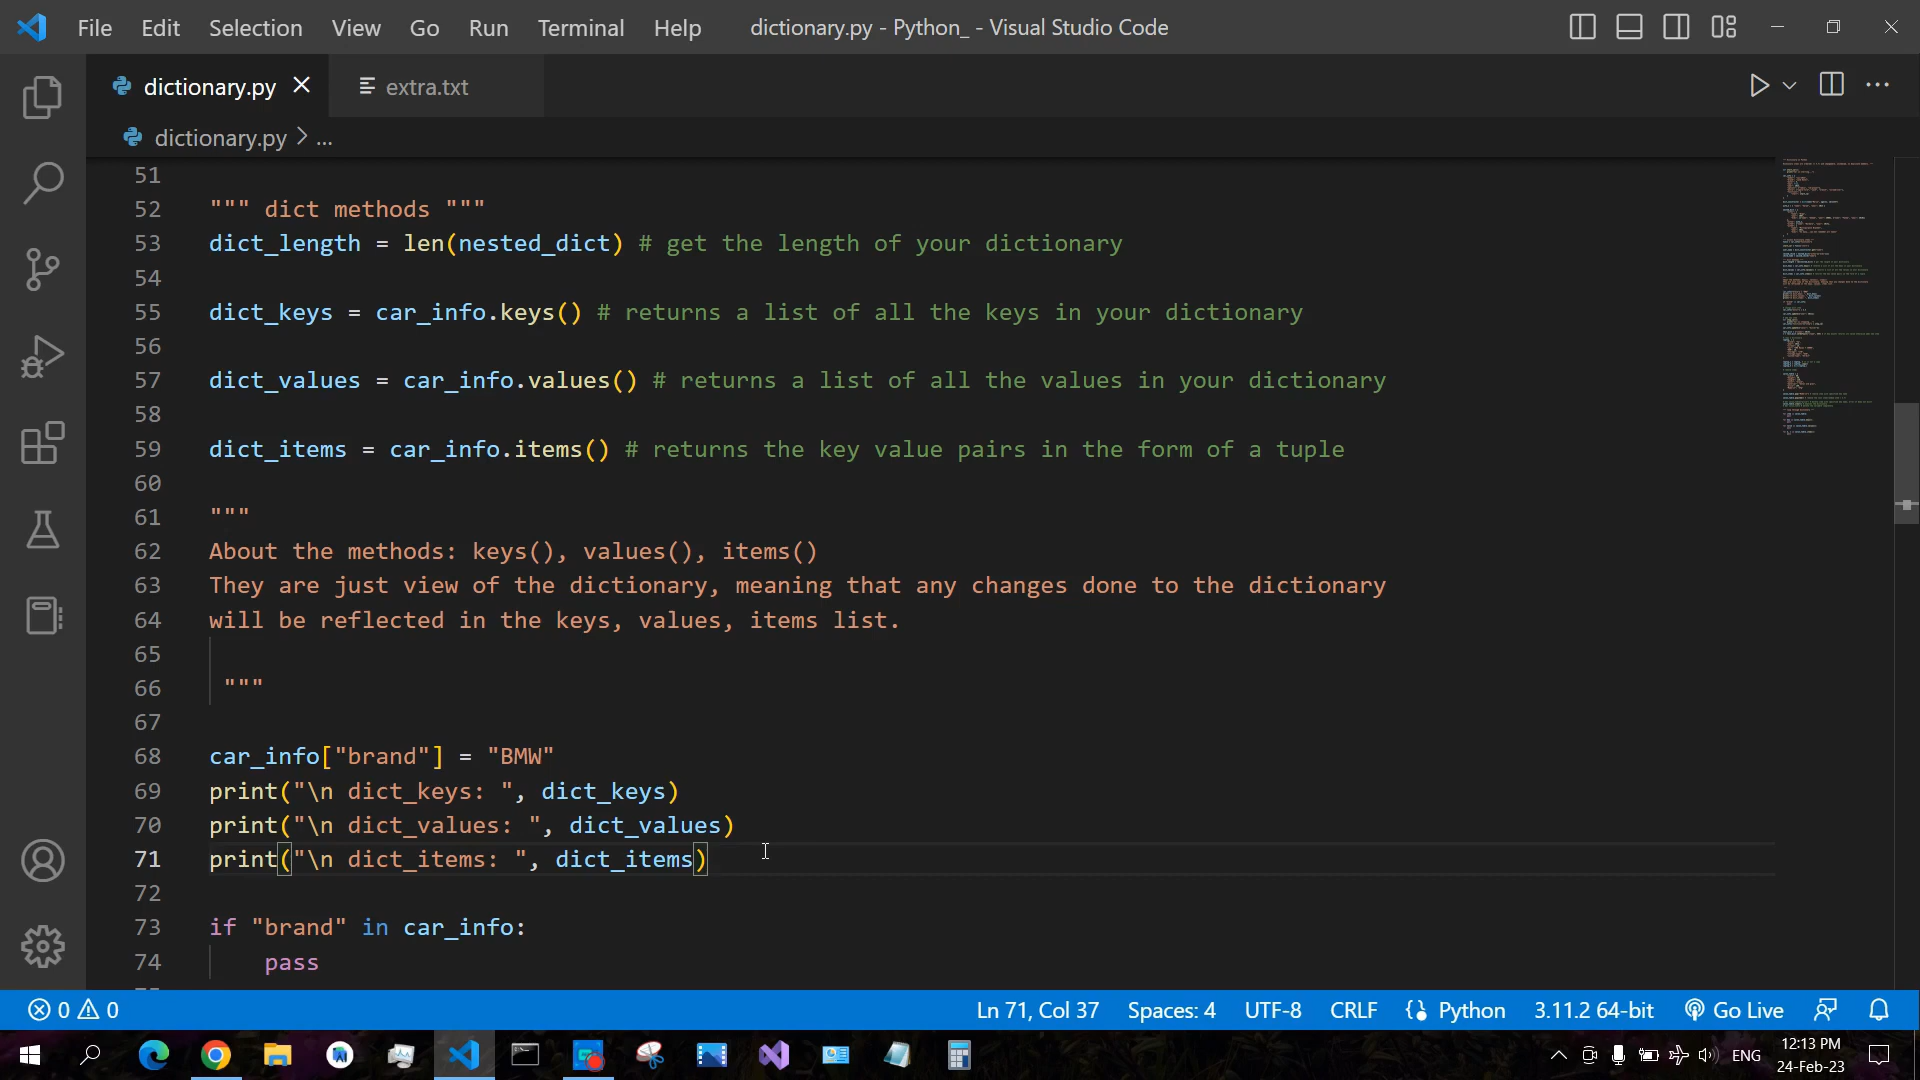 File Edit Selection View Go Run Terminal Help dictionary.py - Python_ - Visual Studio Code
dictionary.py extra.txt
dictionary.py > ...
51
52 """ dict methods """
53 dict_length = len(nested_dict) # get the length of your dictionary
54
55 dict_keys = car_info.keys() # returns a list of all the keys in your dictionary
56
57 dict_values = car_info.values() # returns a list of all the values in your dictionary
58
59 dict_items = car_info.items() # returns the key value pairs in the form of a tuple
60
61 """
62 About the methods: keys(), values(), items()
63 They are just view of the dictionary, meaning that any changes done to the dictionary
64 will be reflected in the keys, values, items list.
65
66 """
67
68 car_info["brand"] = "BMW"
69 print("\n dict_keys: ", dict_keys)
70 print("\n dict_values: ", dict_values)
71 print("\n dict_items: ", dict_items)
72
73 if "brand" in car_info:
74 pass
0 0 Ln 71, Col 37 Spaces: 4 UTF-8 CRLF Python 3.11.2 64-bit Go Live
ENG 12:13 PM
24-Feb-23